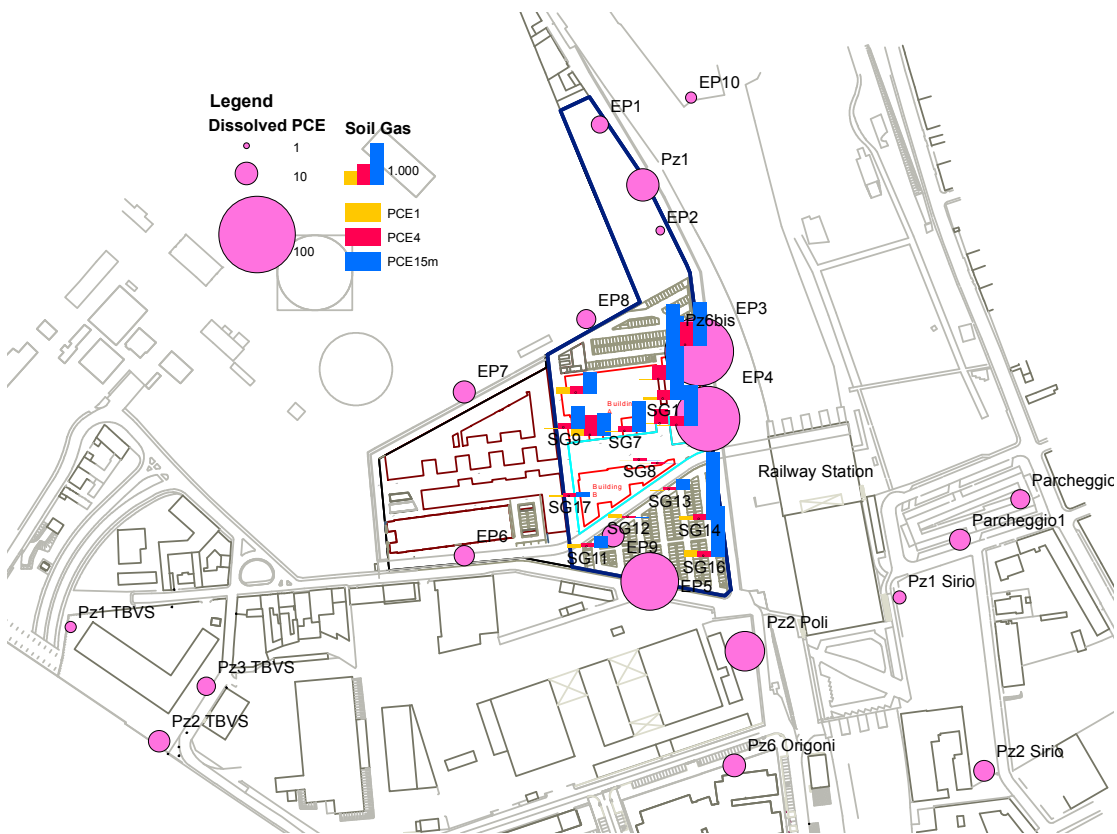 EP10
Legend
EP1
Dissolved PCE
Soil Gas
1
1.000
10
Pz1
PCE1
EP2
PCE4
100
PCE15m
EP8
EP3
Pz6bis
EP7
EP4
Building
A
SG1
SG9
SG7
SG8
Railway Station
Building
B
SG17
SG13
Parcheggio
SG12
SG14
Parcheggio1
EP6
SG11
EP9
SG16
EP5
Pz1 Sirio
Pz1 TBVS
Pz2 Poli
Pz3 TBVS
Pz2 TBVS
Pz6 Origoni
Pz2 Sirio